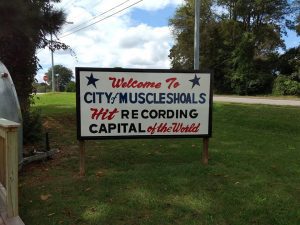 Welcome To
CITY of MUSCLE SHOALS
Hit RECORDING
CAPITAL of the World